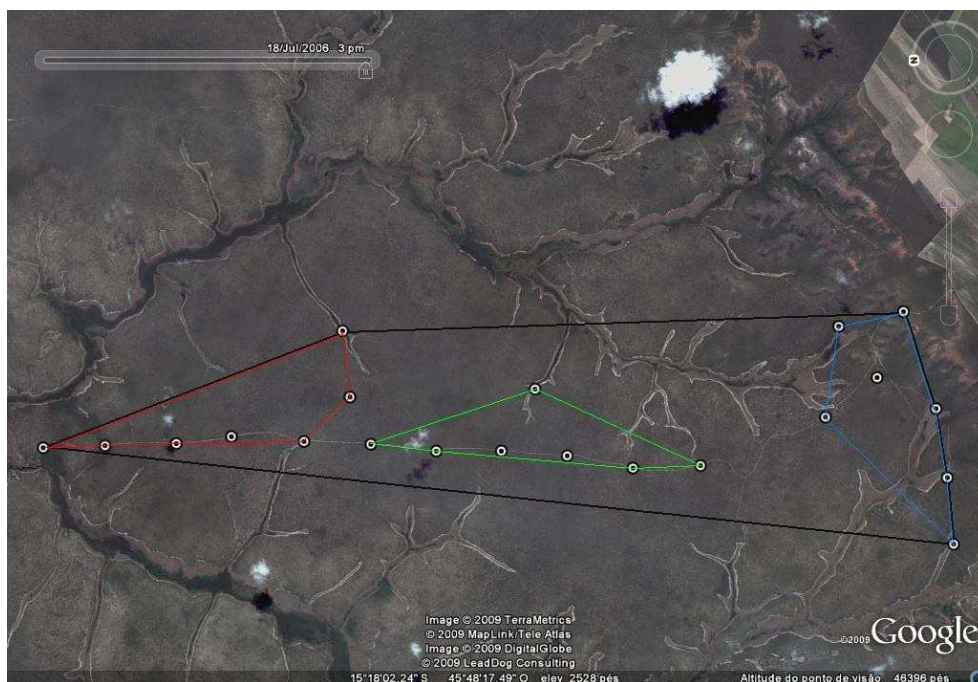 18/Jul/2006 3 pm
N
Image © 2009 TerraMetrics
© 2009 MapLink/Tele Atlas
Image © 2009 DigitalGlobe
© 2009 LeadDog Consulting
©2009 Google
15°18'02.24" S 45°48'17.49" O elev 2528 pés Altitude do ponto de visão 46396 pés